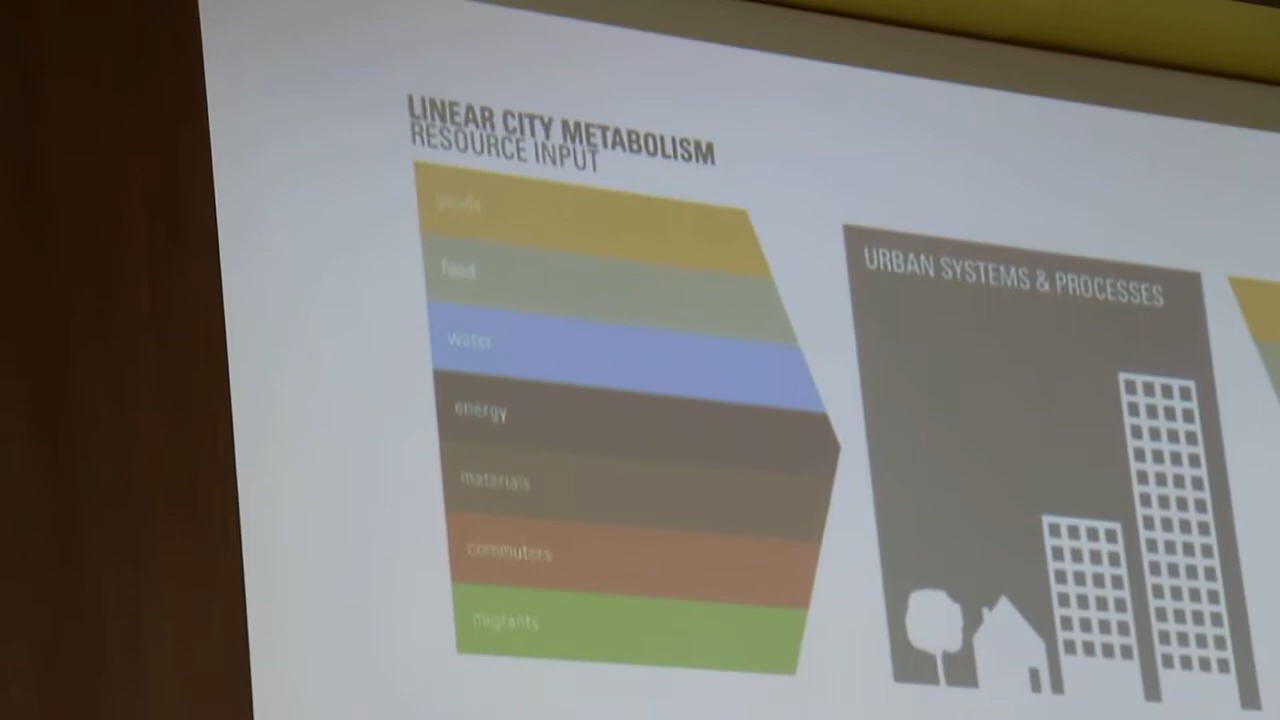 LINEAR CITY METABOLISM
RESOURCE INPUT
goods
food
water
energy
materials
commuters
migrants
URBAN SYSTEMS & PROCESSES